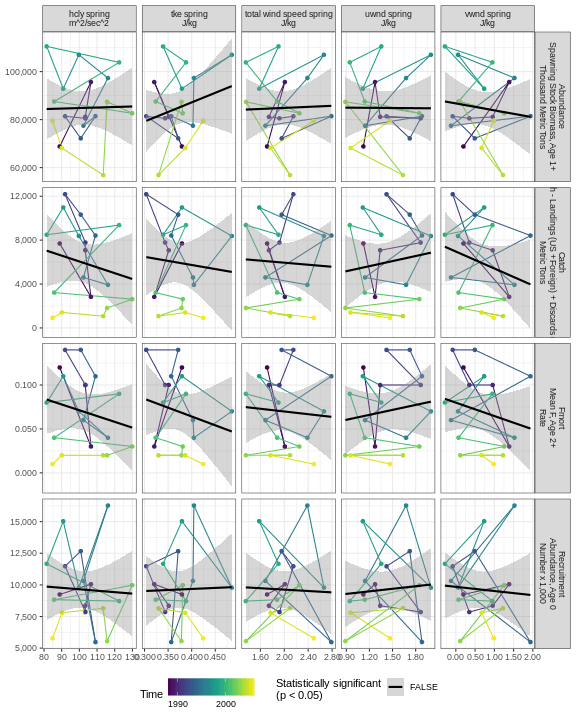 hcly spring
m^2/sec^2
tke spring
J/kg
total wind speed spring
J/kg
uwnd spring
J/kg
vwnd spring
J/kg
100,000
80,000
60,000
Abundance
Spawning Stock Biomass, Age 1+
Thousand Metric Tons
12,000
8,000
4,000
0
Catch
h - Landings (US +Foreign) + Discards
Metric Tons
0.100
0.050
0.000
Fmort
Mean F, Age 2+
Rate
15,000
12,500
10,000
7,500
5,000
Recruitment
Abundance, Age 0
Number x 1,000
80 90 100 110 120 130
0.300 0.350 0.400 0.450
1.60 2.00 2.40 2.80
0.90 1.20 1.50 1.80
0.00 0.50 1.00 1.50 2.00
Time
1990 2000
Statistically significant
(p < 0.05)
FALSE